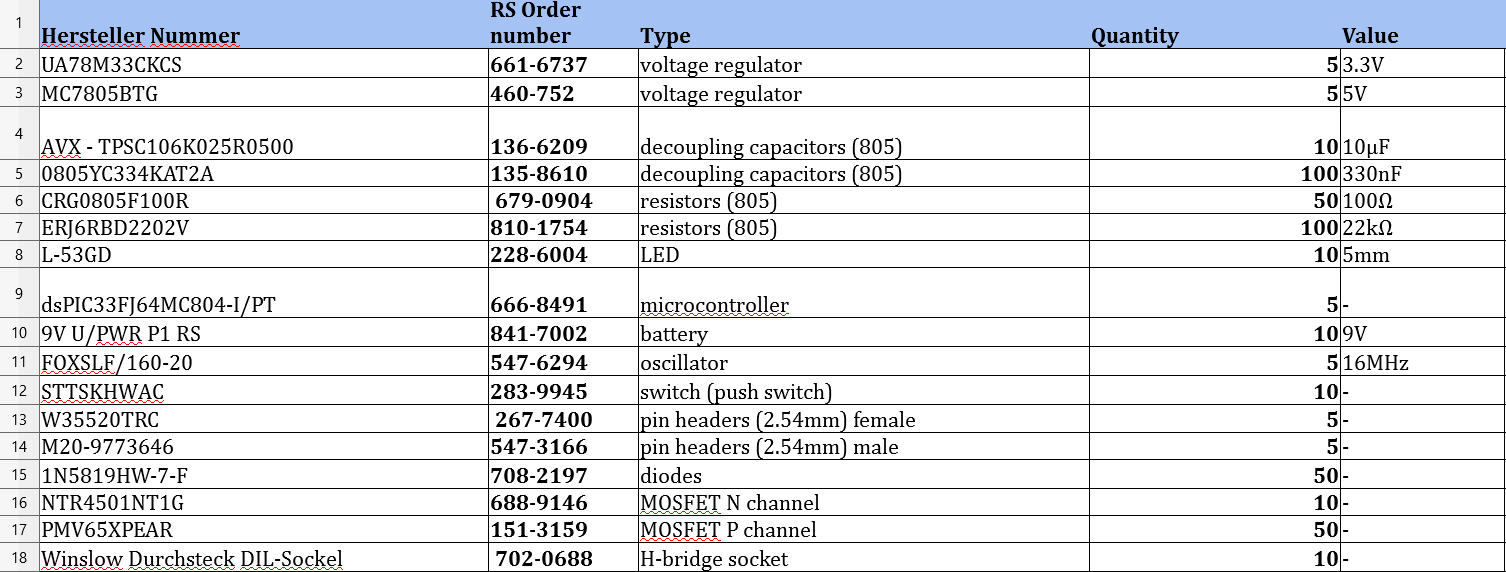 1 Hersteller Nummer RS Order number Type Quantity Value
2 UA78M33CKCS 661-6737 voltage regulator 5 3.3V
3 MC7805BTG 460-752 voltage regulator 5 5V
4 AVX - TPSC106K025R0500 136-6209 decoupling capacitors (805) 10 10µF
5 0805YC334KAT2A 135-8610 decoupling capacitors (805) 100 330nF
6 CRG0805F100R 679-0904 resistors (805) 50 100Ω
7 ERJ6RBD2202V 810-1754 resistors (805) 100 22kΩ
8 L-53GD 228-6004 LED 10 5mm
9 dsPIC33FJ64MC804-I/PT 666-8491 microcontroller 5 -
10 9V U/PWR P1 RS 841-7002 battery 10 9V
11 FOXSLF/160-20 547-6294 oscillator 5 16MHz
12 STTSKHWAC 283-9945 switch (push switch) 10 -
13 W35520TRC 267-7400 pin headers (2.54mm) female 5 -
14 M20-9773646 547-3166 pin headers (2.54mm) male 5 -
15 1N5819HW-7-F 708-2197 diodes 50 -
16 NTR4501NT1G 688-9146 MOSFET N channel 10 -
17 PMV65XPEAR 151-3159 MOSFET P channel 50 -
18 Winslow Durchsteck DIL-Sockel 702-0688 H-bridge socket 10 -